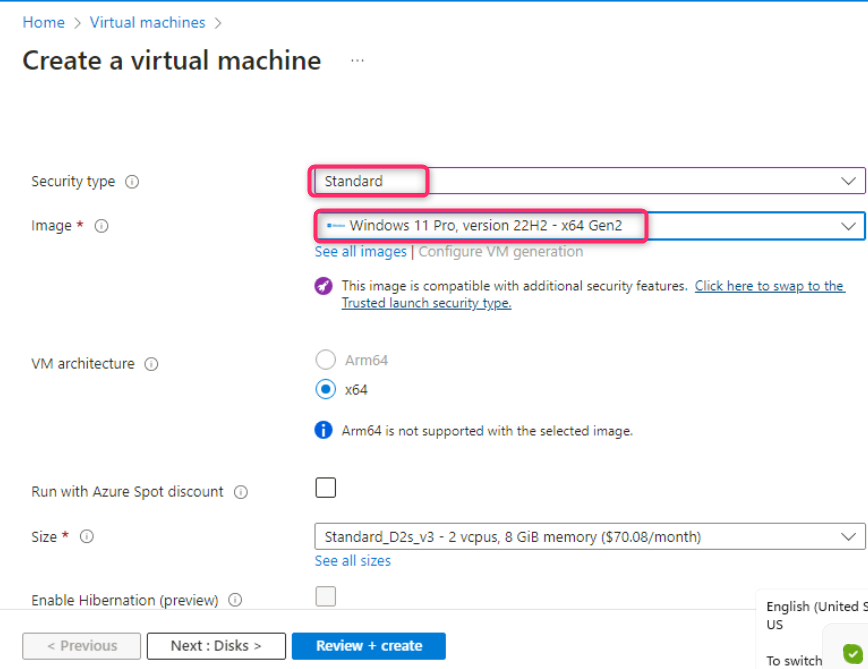 Home > Virtual machines >
Create a virtual machine ...
Security type
Standard
Image *
Windows 11 Pro, version 22H2 - x64 Gen2
See all images | Configure VM generation
This image is compatible with additional security features. Click here to swap to the
Trusted launch security type.
VM architecture
Arm64
x64
Arm64 is not supported with the selected image.
Run with Azure Spot discount
Size *
Standard_D2s_v3 - 2 vcpus, 8 GiB memory ($70.08/month)
See all sizes
Enable Hibernation (preview)
< Previous
Next : Disks >
Review + create
English (United S
US
To switch